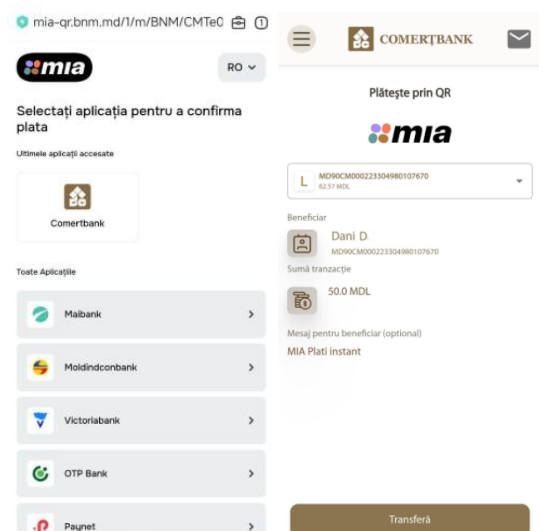 mia-qr.bnm.md/1/m/BNM/CMTe0
1
mia
RO
Selectați aplicația pentru a confirma
plata
Ultimele aplicații accesate
Comertbank
Toate Aplicațiile
Maibank
Moldindconbank
Victoriabank
OTP Bank
Paynet
COMERȚBANK
Plătește prin QR
mia
L
MD90CM000223304980107670
62.57 MDL
Beneficiar
Dani D.
MD90CM000223304980107670
Sumă tranzacție
50.0 MDL
Mesaj pentru beneficiar (optional)
MIA Plati instant
Transferă